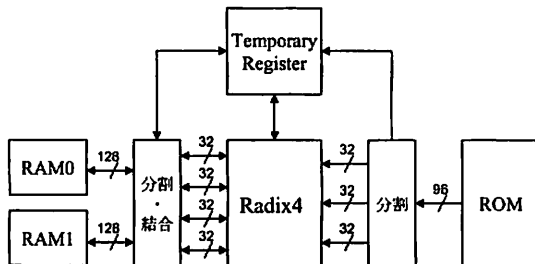 Temporary
Register
RAM0
128
RAM1
128
分割
・
結合
32
32
32
32
Radix4
32
32
32
分割
96
ROM